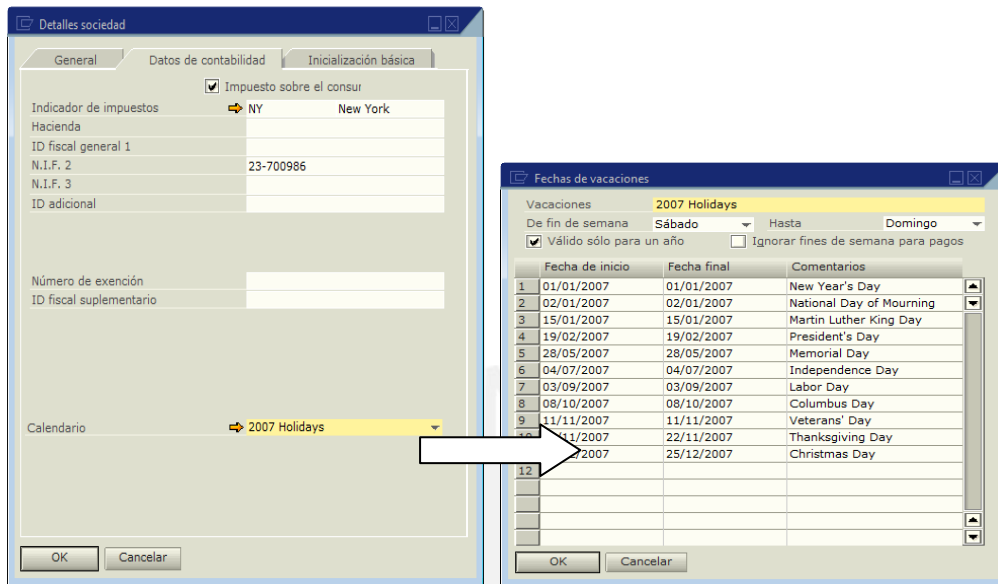 Detalles sociedad
General Datos de contabilidad Inicialización básica
Impuesto sobre el consur
Indicador de impuestos NY New York
Hacienda
ID fiscal general 1
N.I.F. 2 23-700986
N.I.F. 3
ID adicional
Número de exención
ID fiscal suplementario
Calendario 2007 Holidays
OK Cancelar
Fechas de vacaciones
Vacaciones 2007 Holidays
De fin de semana Sábado Hasta Domingo
Válido sólo para un año Ignorar fines de semana para pagos
Fecha de inicio Fecha final Comentarios
1 01/01/2007 01/01/2007 New Year's Day
2 02/01/2007 02/01/2007 National Day of Mourning
3 15/01/2007 15/01/2007 Martin Luther King Day
4 19/02/2007 19/02/2007 President's Day
5 28/05/2007 28/05/2007 Memorial Day
6 04/07/2007 04/07/2007 Independence Day
7 03/09/2007 03/09/2007 Labor Day
8 08/10/2007 08/10/2007 Columbus Day
9 11/11/2007 11/11/2007 Veterans' Day
/11/2007 22/11/2007 Thanksgiving Day
/2007 25/12/2007 Christmas Day
12
OK Cancelar